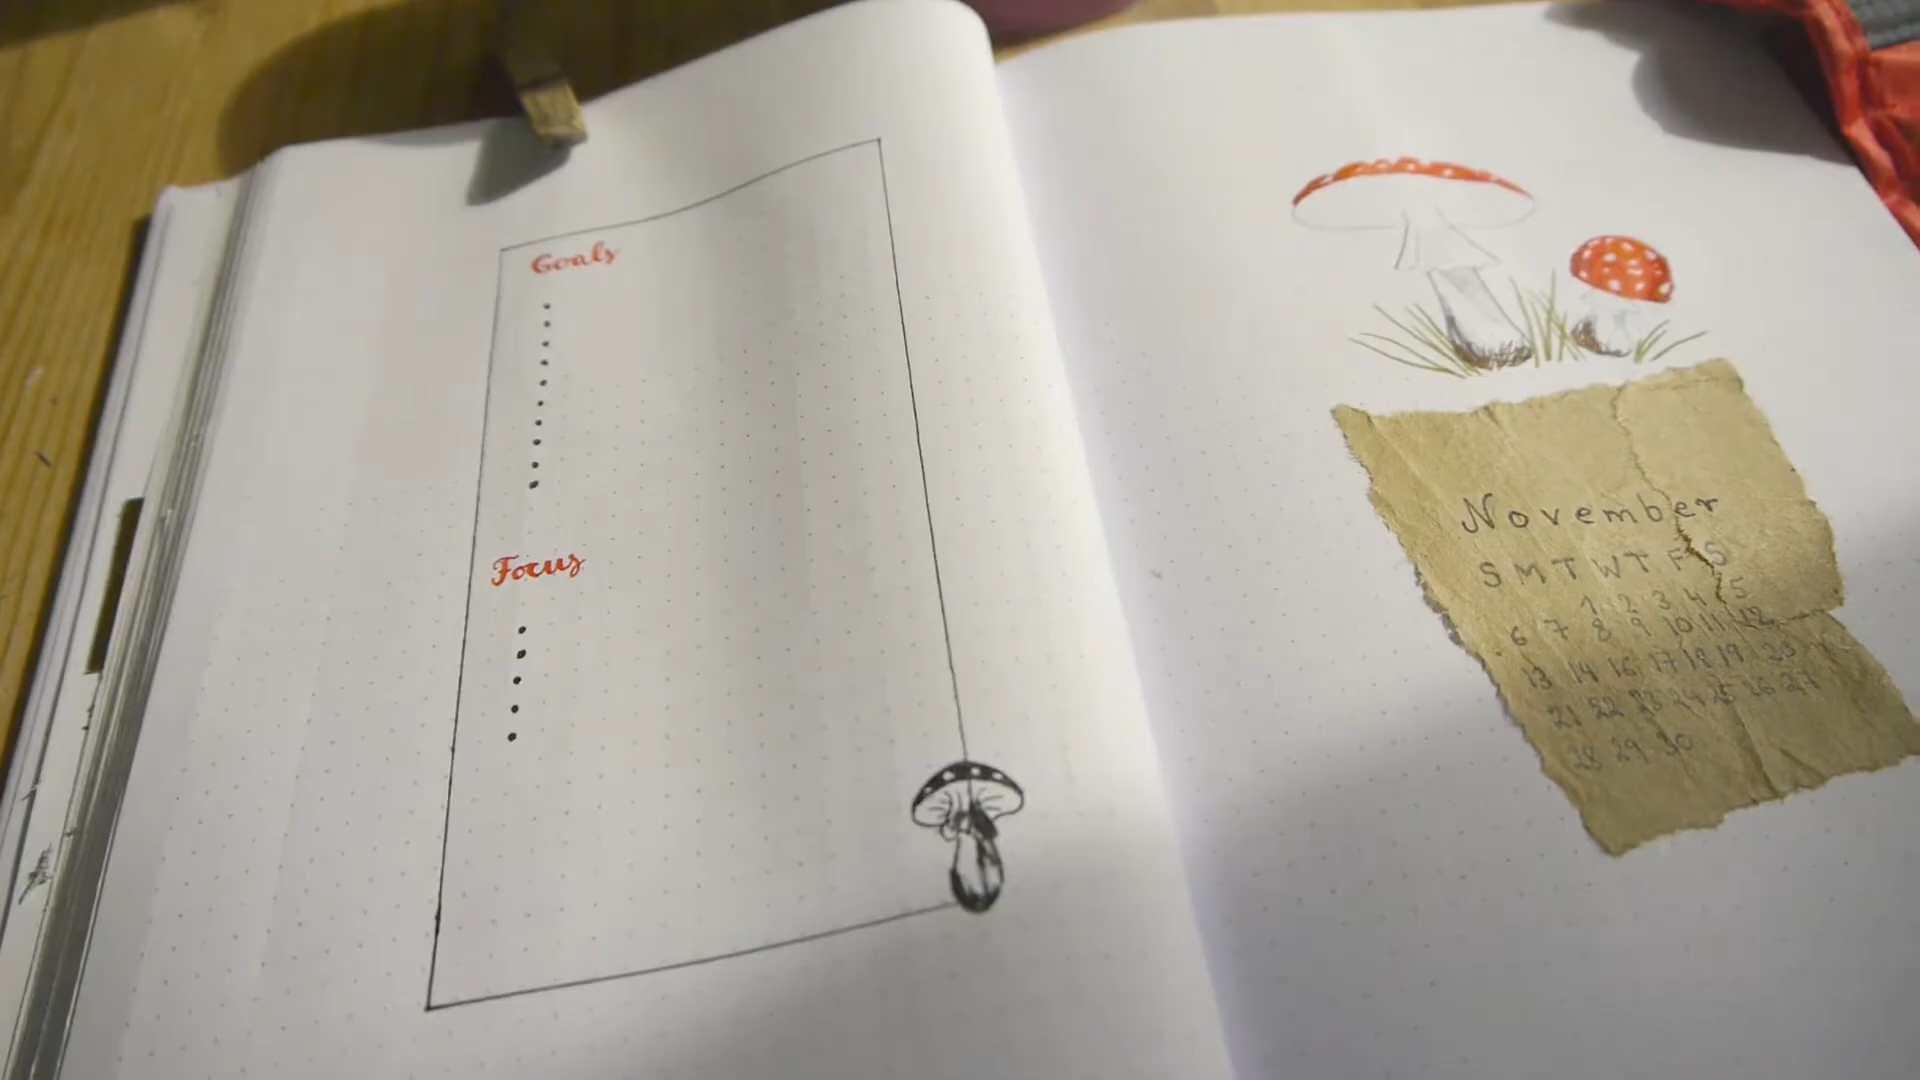 Goals
Focus
November
S M T W T F S
1 2 3 4 5
6 7 8 9 10 11 12
13 14 16 17 18 19 20
21 22 23 24 25 26 27
28 29 30